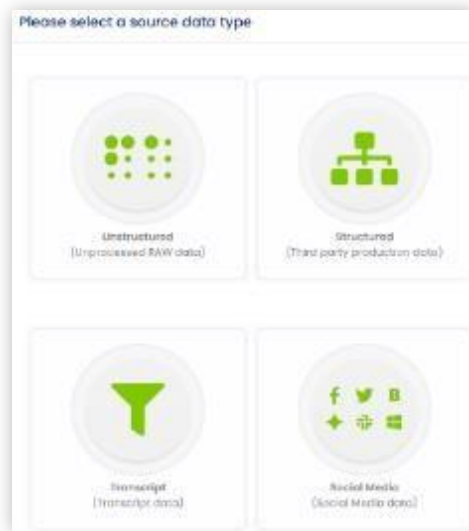 Please select a source data type
Unstructured
(Unprocessed RAW data)
Structured
(Third party production data)
Transcript
(Transcript data)
Social Media
(Social Media data)